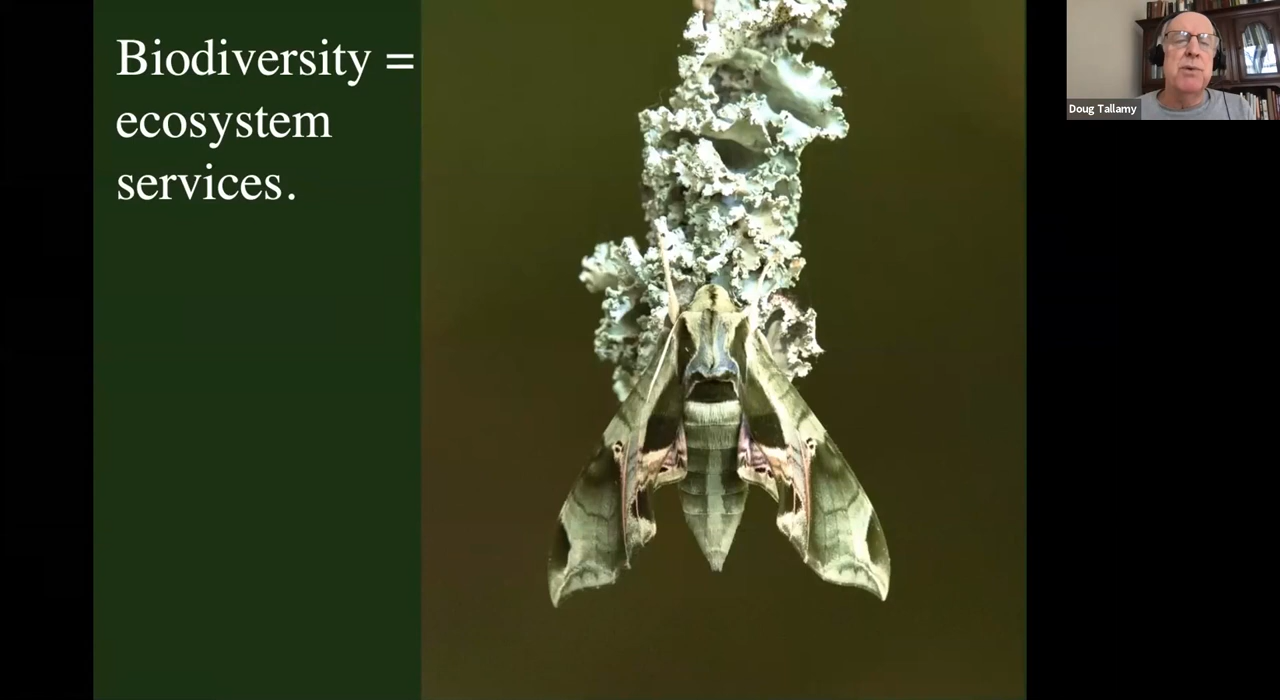 Biodiversity =
ecosystem
services.
Doug Tallamy